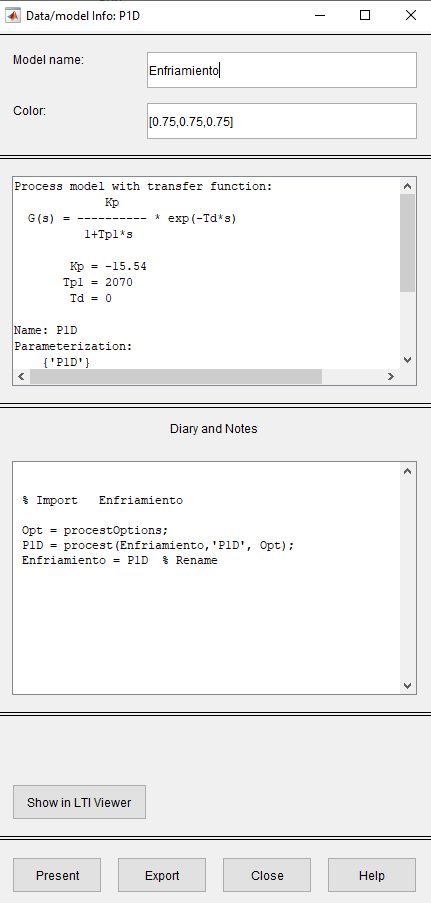 Data/model Info: P1D
Model name:
Enfriamiento
Color:
[0.75,0.75,0.75]
Process model with transfer function:
Kp
G(s) = ---------- * exp(-Td*s)
1+Tp1*s
Kp = -15.54
Tp1 = 2070
Td = 0
Name: P1D
Parameterization:
{'P1D'}
Diary and Notes
% Import   Enfriamiento
Opt = procestOptions;
P1D = procest(Enfriamiento,'P1D', Opt);
Enfriamiento = P1D  % Rename
Show in LTI Viewer
Present
Export
Close
Help